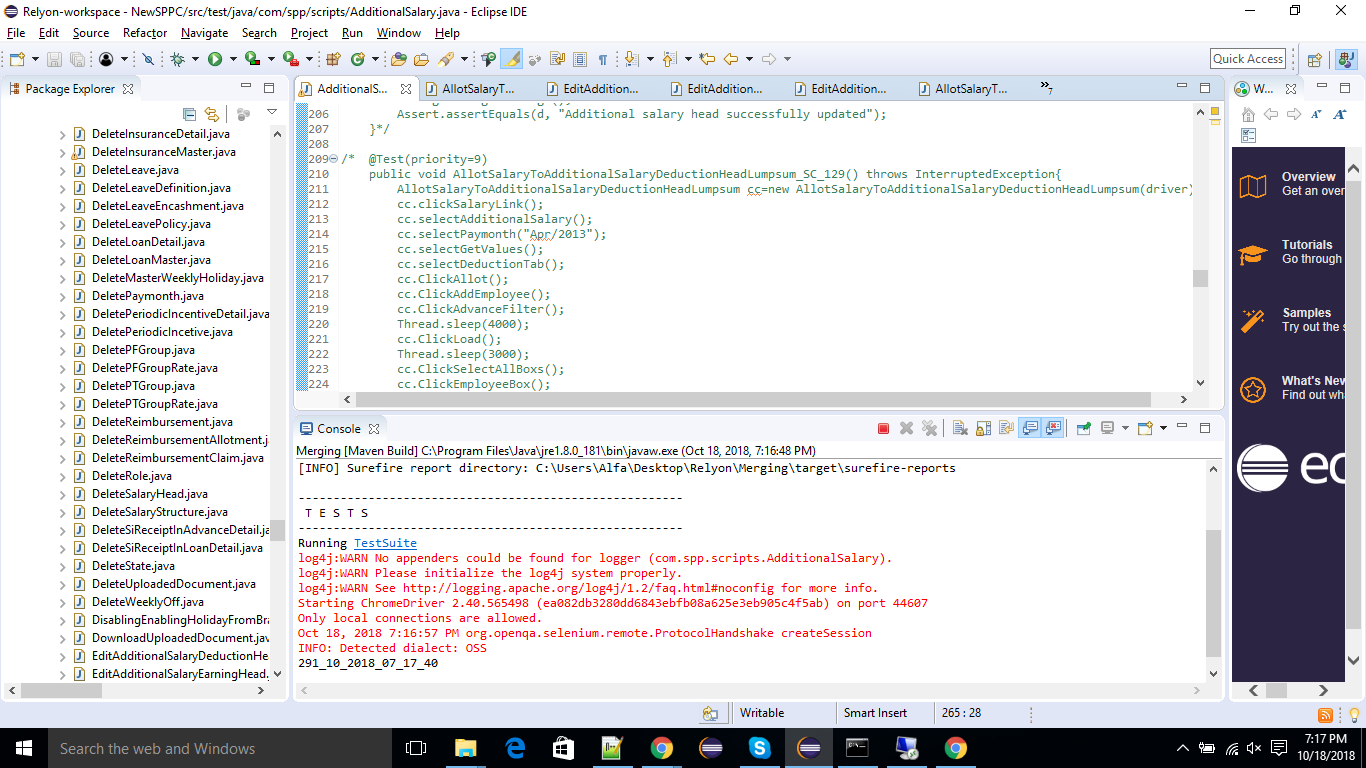 Relyon-workspace - NewSPPC/src/test/java/com/spp/scripts/AdditionalSalary.java - Eclipse IDE
File Edit Source Refactor Navigate Search Project Run Window Help
Quick Access
Package Explorer
DeleteInsuranceDetail.java
DeleteInsuranceMaster.java
DeleteLeave.java
DeleteLeaveDefinition.java
DeleteLeaveEncashment.java
DeleteLeavePolicy.java
DeleteLoanDetail.java
DeleteLoanMaster.java
DeleteMasterWeeklyHoliday.java
DeletePaymonth.java
DeletePeriodicIncentiveDetail.java
DeletePeriodicIncetive.java
DeletePFGroup.java
DeletePFGroupRate.java
DeletePTGroup.java
DeletePTGroupRate.java
DeleteReimbursement.java
DeleteReimbursementAllotment.j
DeleteReimbursementClaim.java
DeleteRole.java
DeleteSalaryHead.java
DeleteSalaryStructure.java
DeleteSiReceiptInAdvanceDetail.ja
DeleteSiReceiptInLoanDetail.java
DeleteState.java
DeleteUploadedDocument.java
DeleteWeeklyOff.java
DisablingEnablingHolidayFromBra
DownloadUploadedDocument.jav
EditAdditionalSalaryDeductionHe
EditAdditionalSalaryEarningHead.
AdditionalS... AllotSalaryT... EditAddition... EditAddition... EditAddition... AllotSalaryT... »7
206 Assert.assertEquals(d, "Additional salary head successfully updated");
207 }*/
208
209 /* @Test(priority=9)
210 public void AllotSalaryToAdditionalSalaryDeductionHeadLumpsum_SC_129() throws InterruptedException{
211 AllotSalaryToAdditionalSalaryDeductionHeadLumpsum cc=new AllotSalaryToAdditionalSalaryDeductionHeadLumpsum(driver)
212 cc.clickSalaryLink();
213 cc.selectAdditionalSalary();
214 cc.selectPaymonth("Apr/2013");
215 cc.selectGetValues();
216 cc.selectDeductionTab();
217 cc.ClickAllot();
218 cc.ClickAddEmployee();
219 cc.ClickAdvanceFilter();
220 Thread.sleep(4000);
221 cc.ClickLoad();
222 Thread.sleep(3000);
223 cc.ClickSelectAllBoxs();
224 cc.ClickEmployeeBox();
Console
Merging [Maven Build] C:\Program Files\Java\jre1.8.0_181\bin\javaw.exe (Oct 18, 2018, 7:16:48 PM)
[INFO] Surefire report directory: C:\Users\Alfa\Desktop\Relyon\Merging\target\surefire-reports
-------------------------------------------------------
T E S T S
-------------------------------------------------------
Running TestSuite
log4j:WARN No appenders could be found for logger (com.spp.scripts.AdditionalSalary).
log4j:WARN Please initialize the log4j system properly.
log4j:WARN See http://logging.apache.org/log4j/1.2/faq.html#noconfig for more info.
Starting ChromeDriver 2.40.565498 (ea082db3280dd6843ebfb08a625e3eb905c4f5ab) on port 44607
Only local connections are allowed.
Oct 18, 2018 7:16:57 PM org.openqa.selenium.remote.ProtocolHandshake createSession
INFO: Detected dialect: OSS
291_10_2018_07_17_40
W...
Overview
Get an over
Tutorials
Go through
Samples
Try out the s
What's New
Find out wh
ec
Writable Smart Insert 265 : 28
Search the web and Windows
7:17 PM
10/18/2018